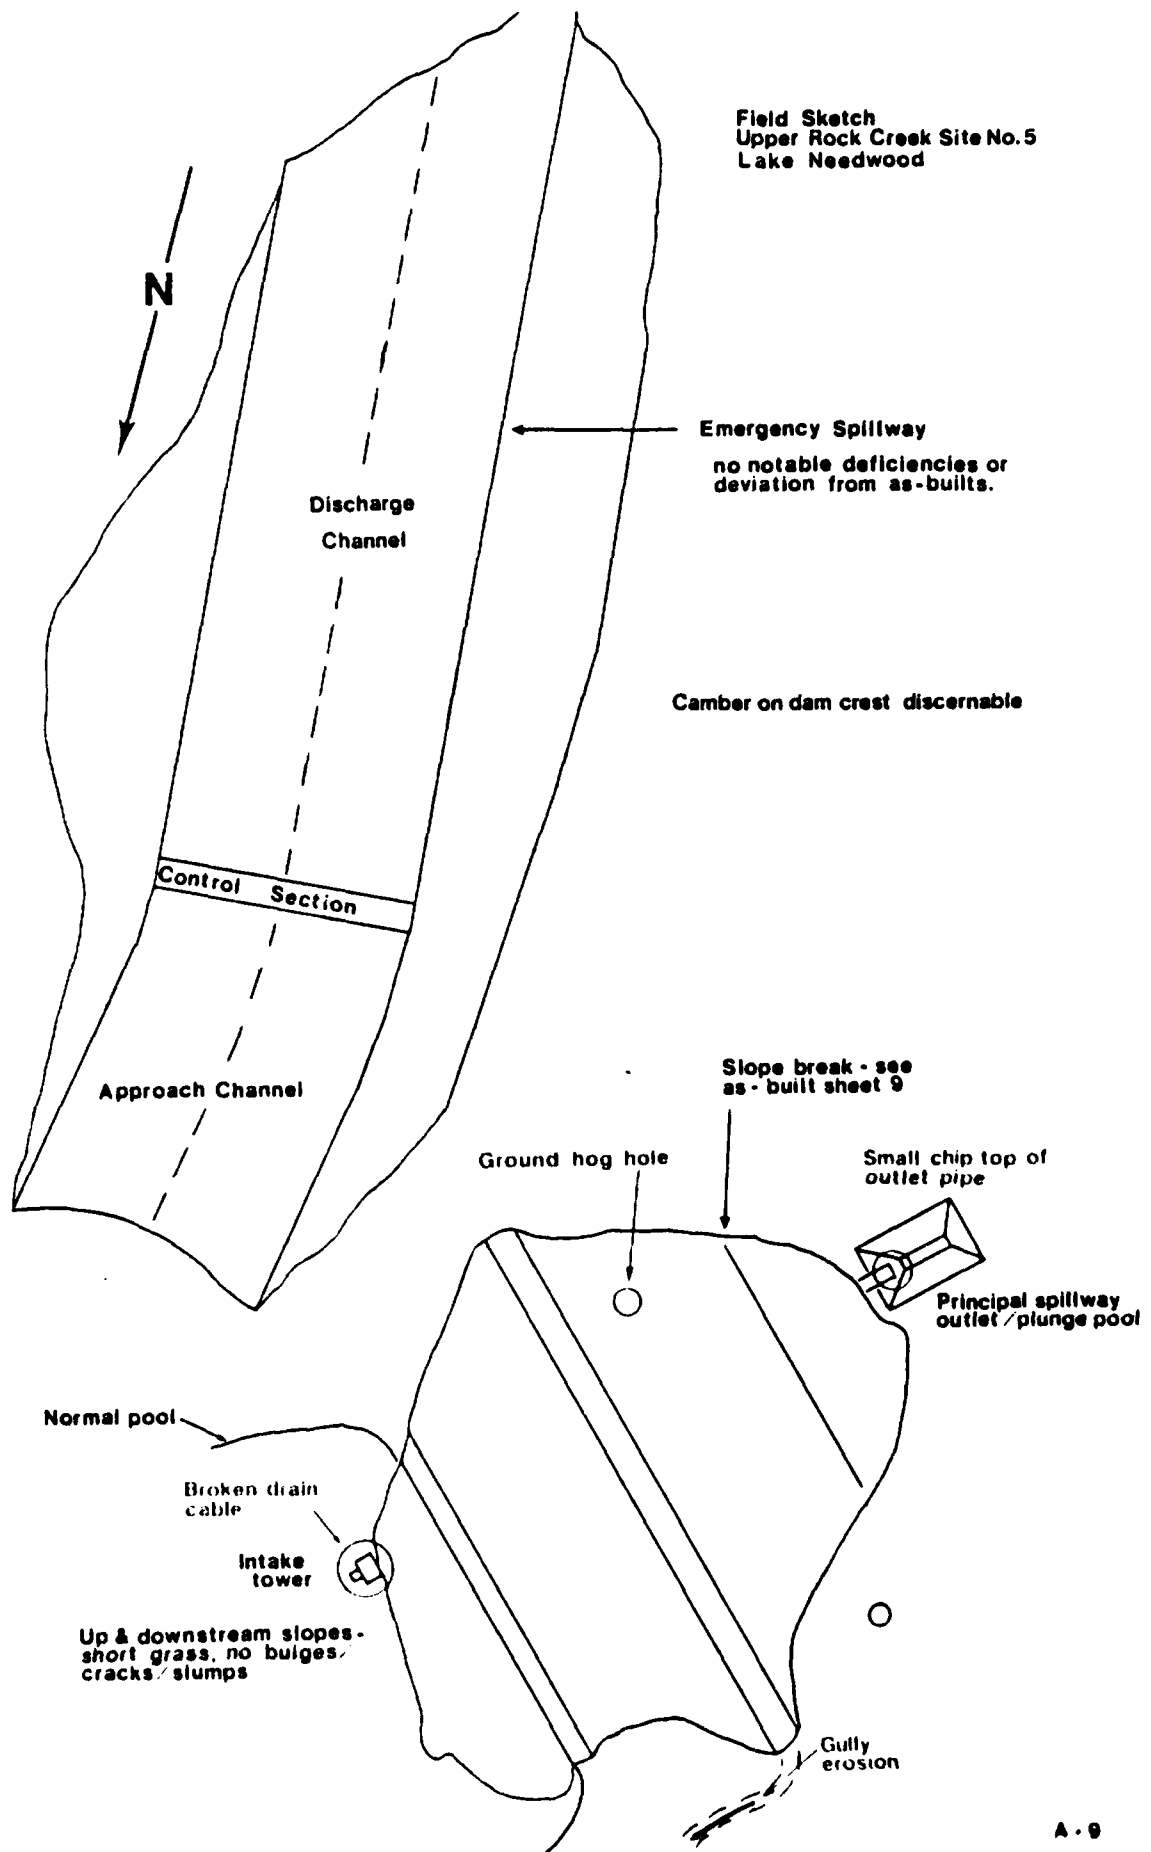 Field Sketch
Upper Rock Creek Site No. 5
Lake Needwood
N
Emergency Spillway
no notable deficiencies or
deviation from as-builts.
Discharge
Channel
Camber on dam crest discernable
Control Section
Approach Channel
Slope break - see
as - built sheet 9
Ground hog hole
Small chip top of
outlet pipe
Principal spillway
outlet/plunge pool
Normal pool
Broken drain
cable
Intake
tower
Up & downstream slopes -
short grass, no bulges/
cracks/slumps
Gully
erosion
A - 9